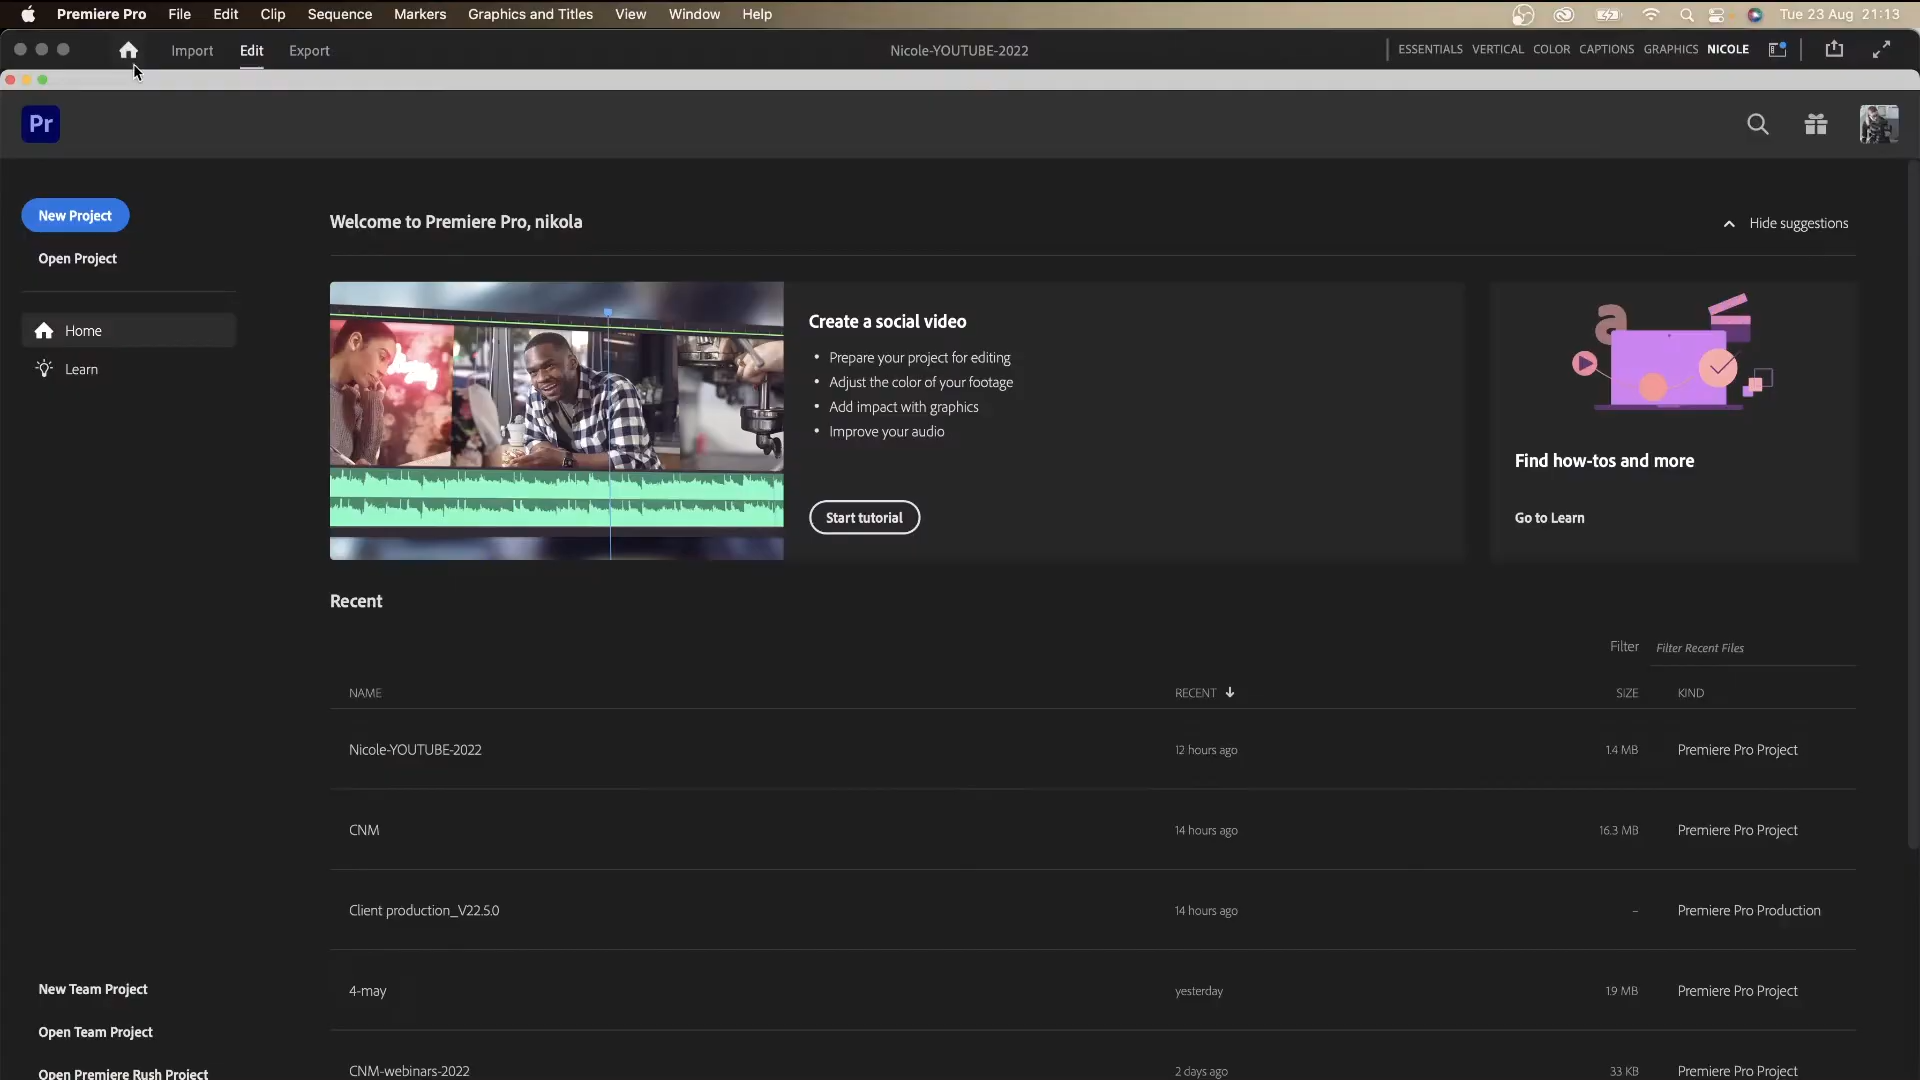 Premiere Pro File Edit Clip Sequence Markers Graphics and Titles View Window Help Tue 23 Aug 21:13
Import Edit Export Nicole-YOUTUBE-2022 ESSENTIALS VERTICAL COLOR CAPTIONS GRAPHICS NICOLE
Pr
New Project
Open Project
Home
Learn
Welcome to Premiere Pro, nikola
Hide suggestions
Create a social video
• Prepare your project for editing
• Adjust the color of your footage
• Add impact with graphics
• Improve your audio
Start tutorial
a
Find how-tos and more
Go to Learn
Recent
Filter Filter Recent Files
NAME RECENT SIZE KIND
Nicole-YOUTUBE-2022 12 hours ago 1.4 MB Premiere Pro Project
CNM 14 hours ago 16.3 MB Premiere Pro Project
Client production_V22.5.0 14 hours ago – Premiere Pro Production
4-may yesterday 1.9 MB Premiere Pro Project
CNM-webinars-2022 2 days ago 33 KB Premiere Pro Project
New Team Project
Open Team Project
Open Premiere Rush Project